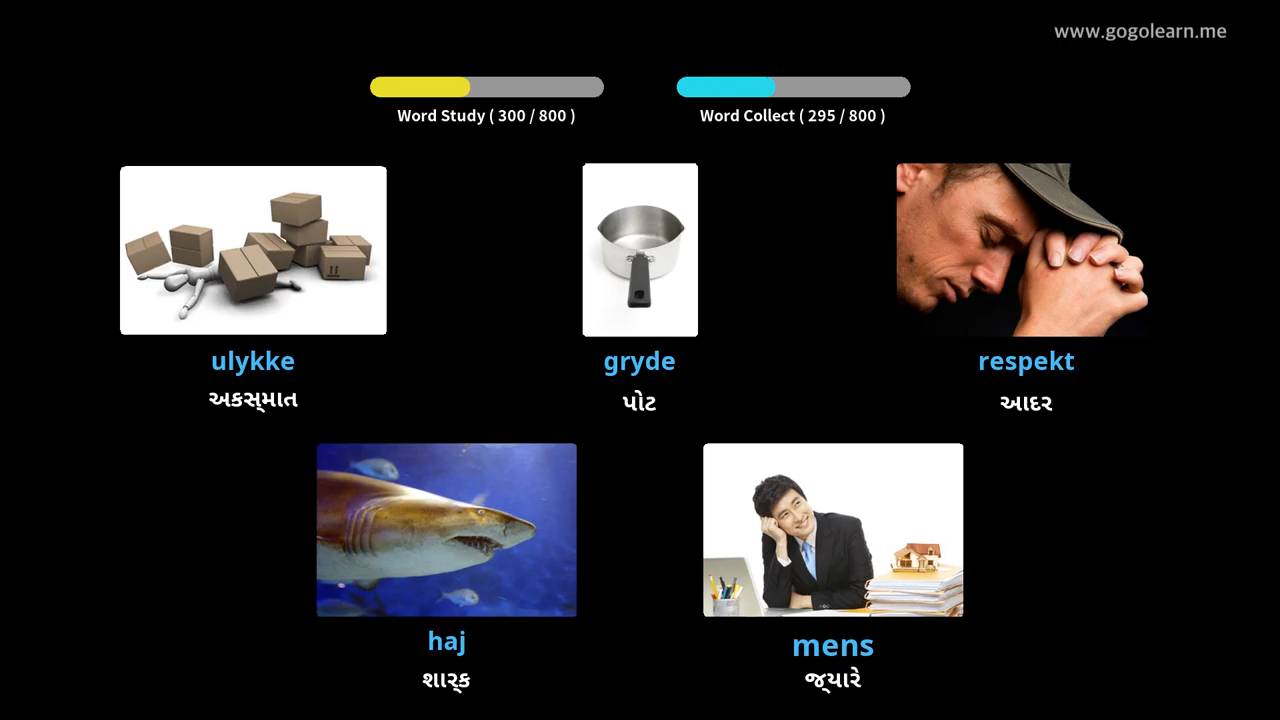 www.gogolearn.me
Word Study ( 300 / 800 )
Word Collect ( 295 / 800 )
ulykke
અકસ્માત
gryde
પોટ
respekt
આદર
haj
શાર્ક
mens
જ્યારે